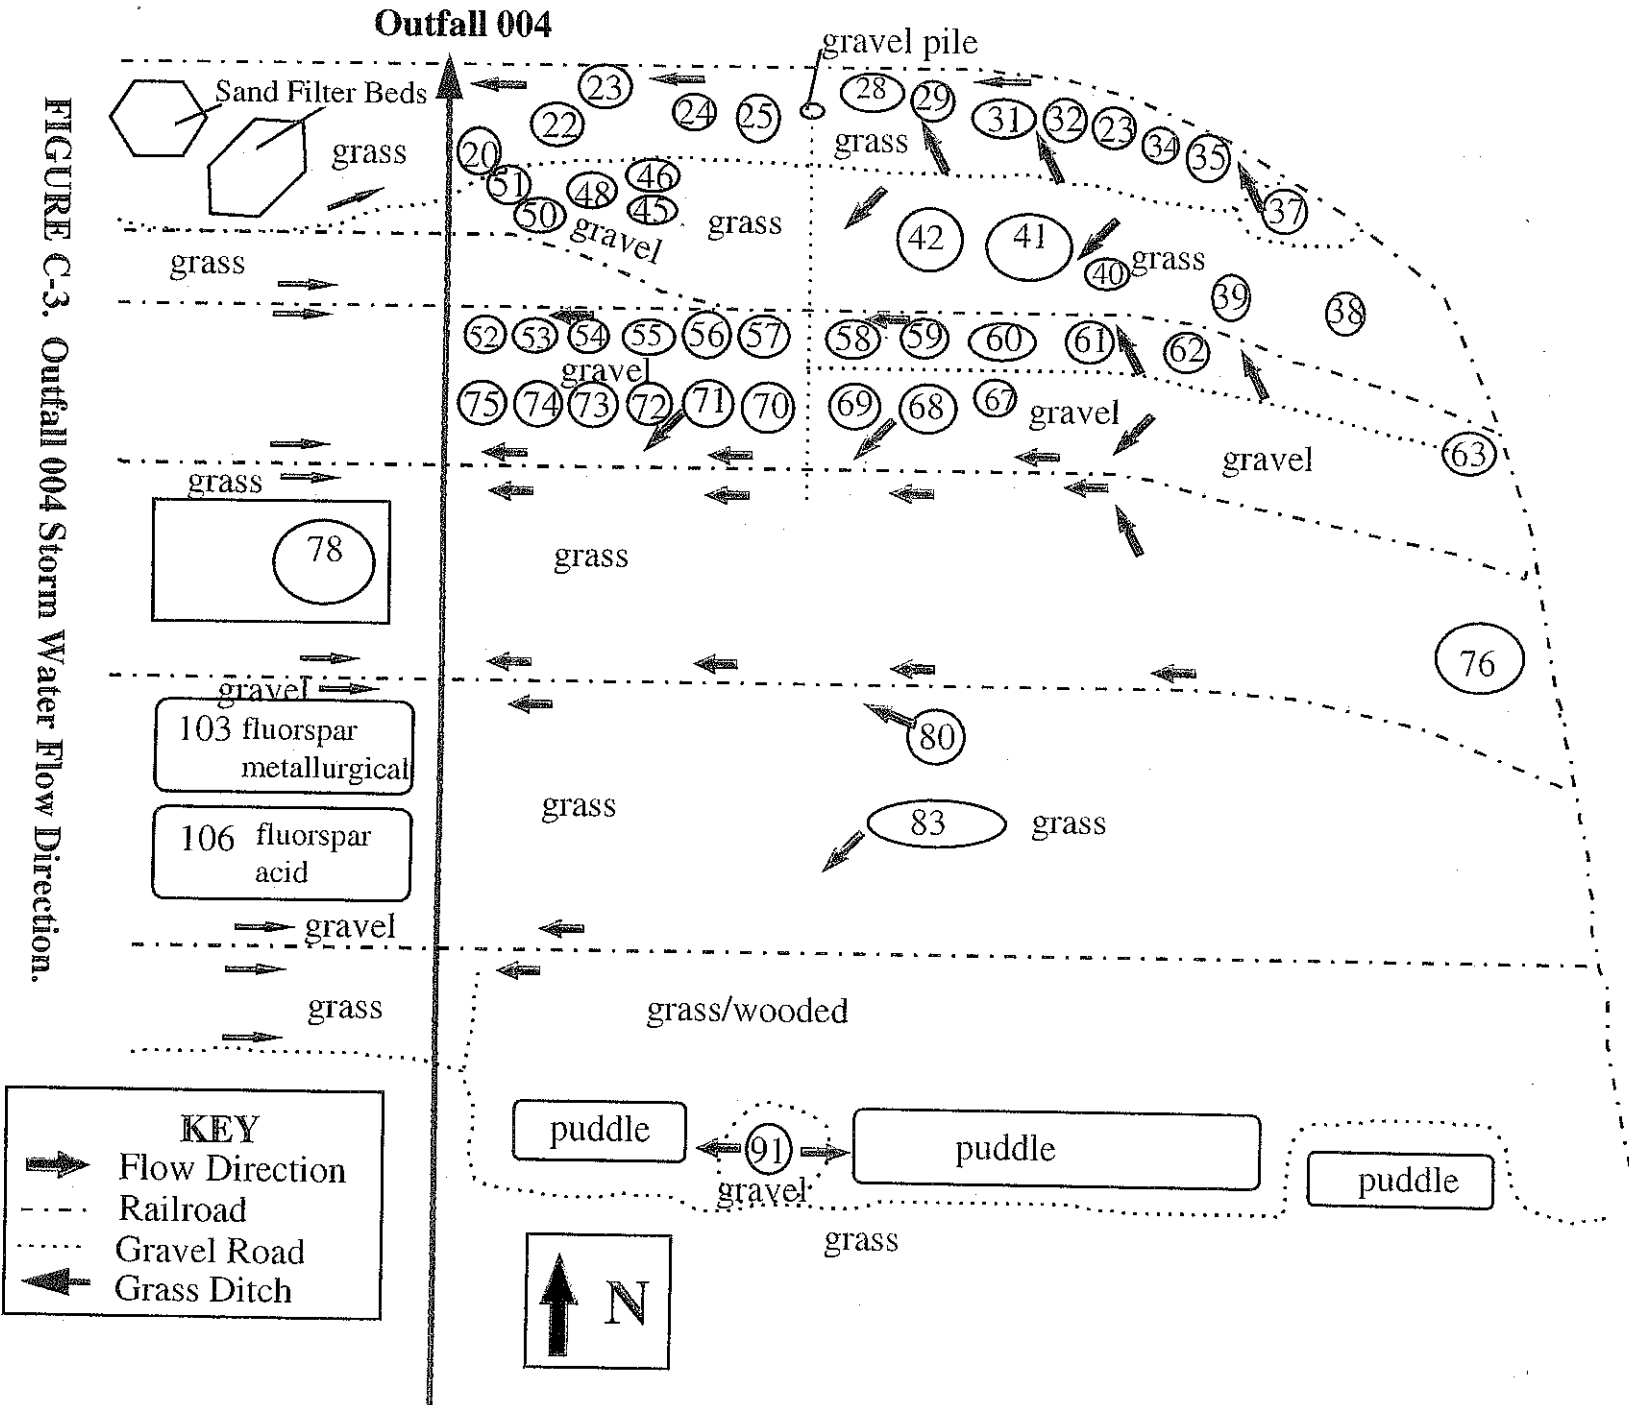 Outfall 004
gravel pile
FIGURE C-3. Outfall 004 Storm Water Flow Direction.
Sand Filter Beds
23
28
29
24
25
22
31
32
23
34
35
grass
grass
20
51
46
48
45
50
37
gravel
grass
42
41
40
grass
grass
39
38
52
53
54
55
56
57
58
59
60
61
62
gravel
75
74
73
72
71
70
69
68
67
gravel
63
gravel
grass
78
grass
76
gravel
103 fluorspar
metallurgical
80
grass
83
grass
106 fluorspar
acid
gravel
grass
grass/wooded
puddle
91
puddle
puddle
gravel
grass
KEY
Flow Direction
Railroad
Gravel Road
Grass Ditch
N